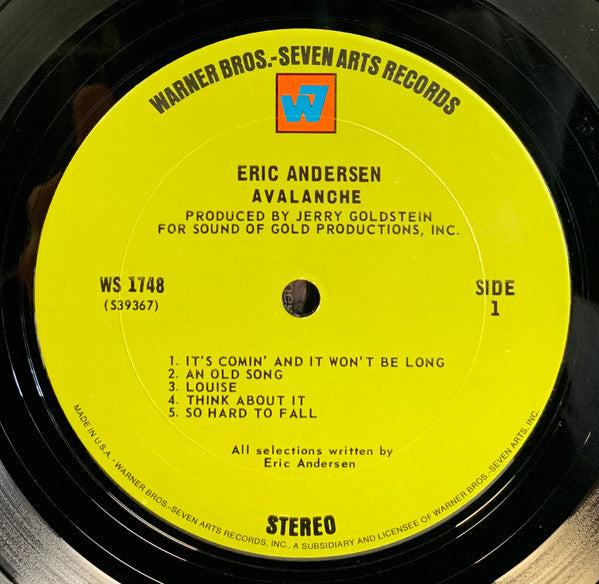 WARNER BROS.-SEVEN ARTS RECORDS
W7
ERIC ANDERSEN
AVALANCHE
PRODUCED BY JERRY GOLDSTEIN
FOR SOUND OF GOLD PRODUCTIONS, INC.
WS 1748
(S39367)
SIDE
1
1. IT'S COMIN' AND IT WON'T BE LONG
2. AN OLD SONG
3. LOUISE
4. THINK ABOUT IT
5. SO HARD TO FALL
All selections written by
Eric Andersen
STEREO
MADE IN U.S.A. · WARNER BROS.-SEVEN ARTS RECORDS, INC., A SUBSIDIARY AND LICENSEE OF WARNER BROS.-SEVEN ARTS, INC.